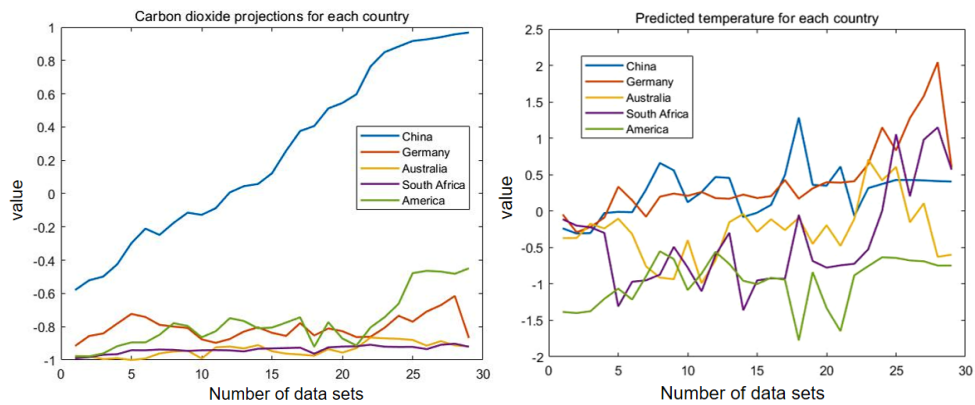 Carbon dioxide projections for each country
1
0.8
0.6
0.4
0.2
0
-0.2
-0.4
-0.6
-0.8
-1
value
China
Germany
Australia
South Africa
America
0
5
10
15
20
25
30
Number of data sets
Predicted temperature for each country
2.5
2
1.5
1
0.5
0
-0.5
-1
-1.5
-2
value
China
Germany
Australia
South Africa
America
0
5
10
15
20
25
30
Number of data sets